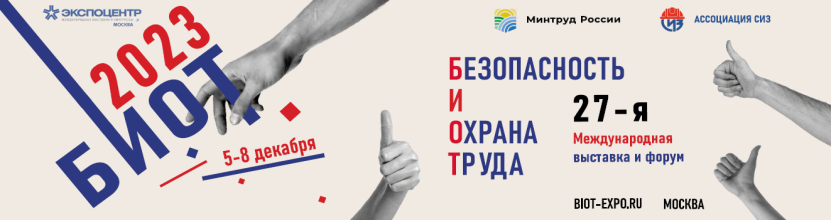 ЭКСПОЦЕНТР
МОСКВА
2023
БИОТ
5-8 декабря
Минтруд России
СИЗ
АССОЦИАЦИЯ СИЗ
БЕЗОПАСНОСТЬ
И
ОХРАНА
ТРУДА
27-я
Международная
выставка и форум
BIOT-EXPO.RU МОСКВА